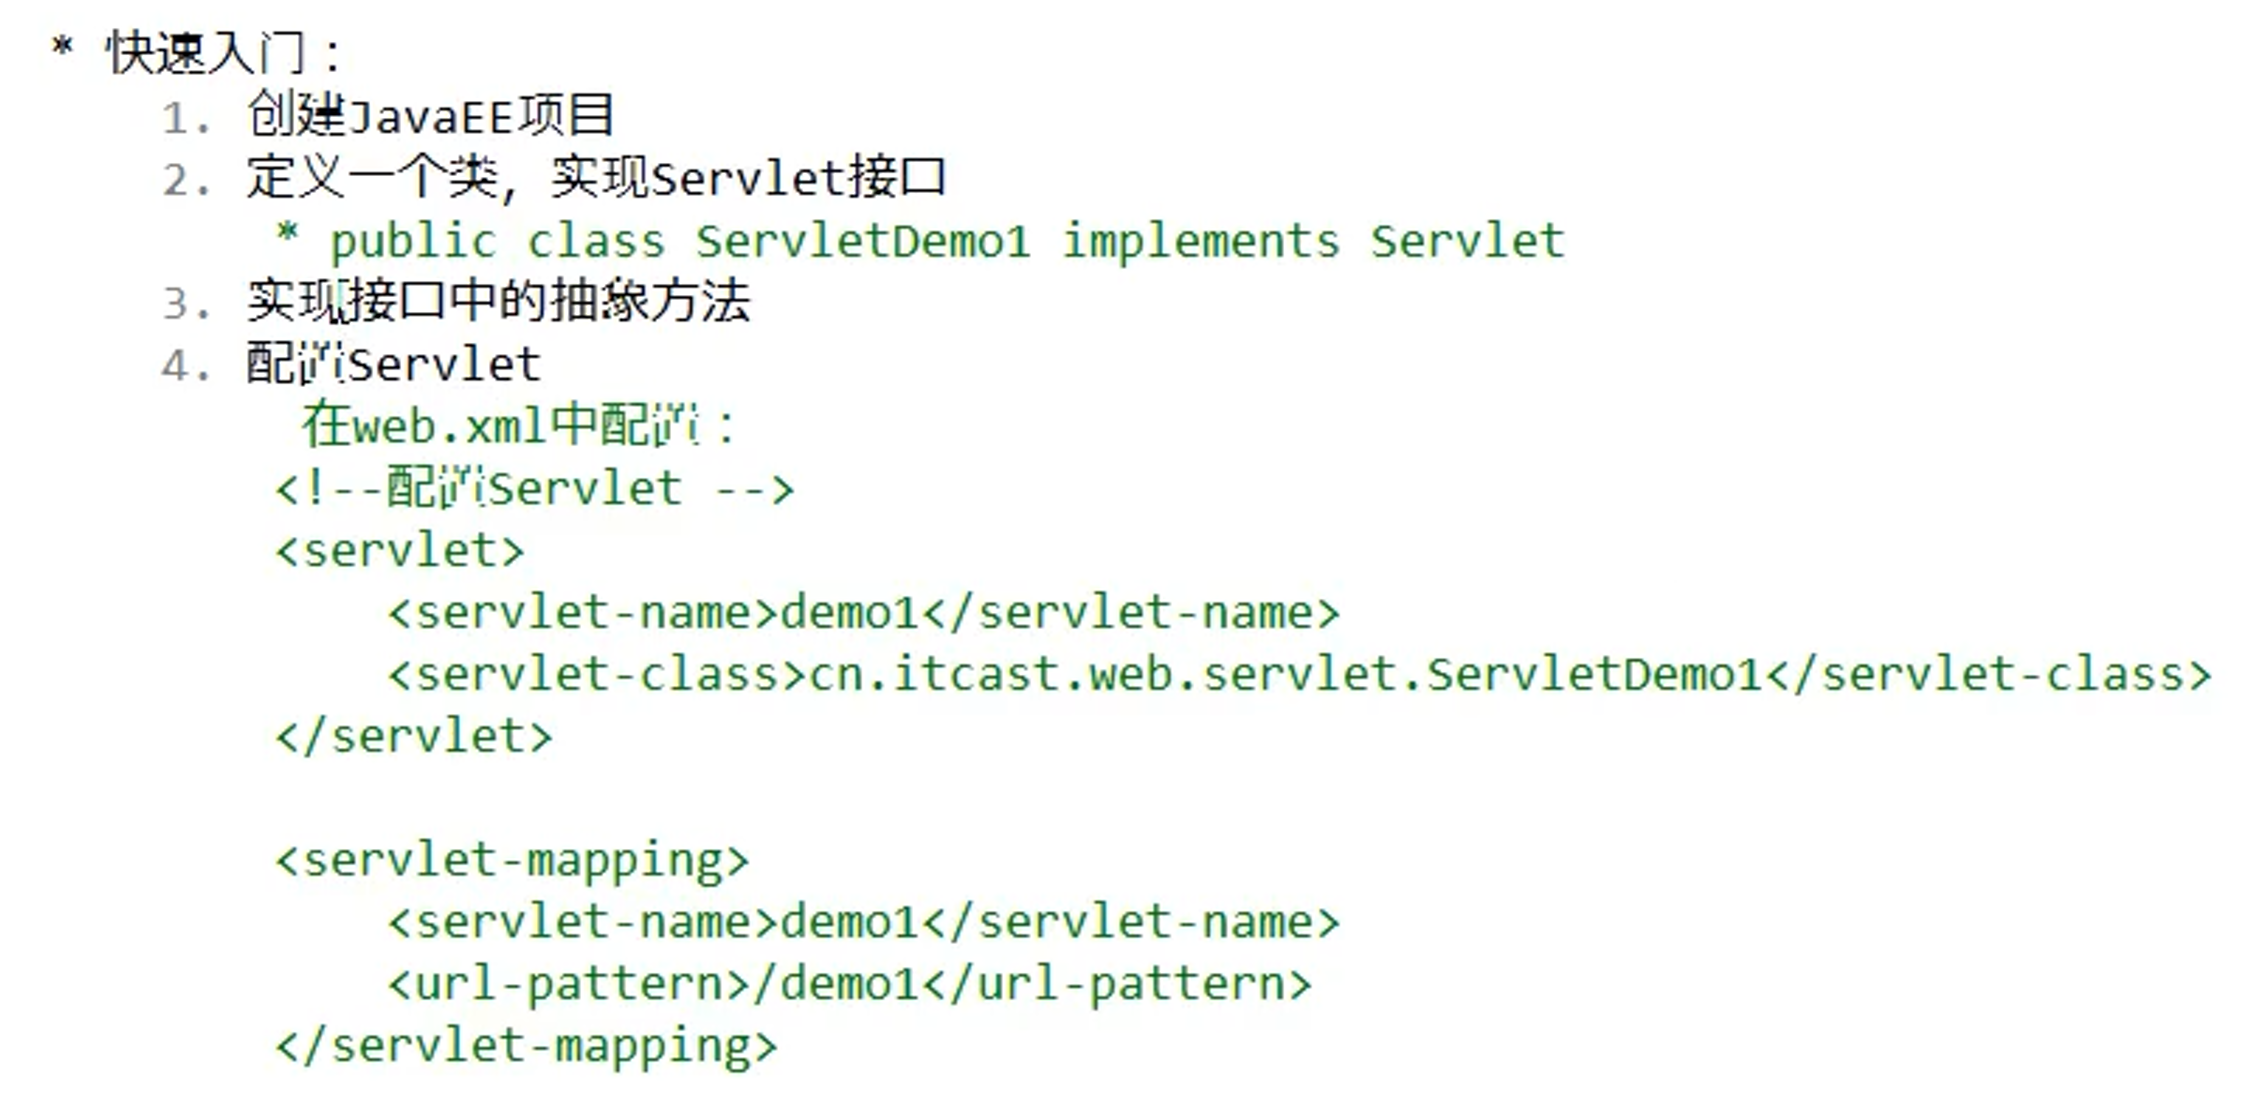 * 快速入门：
1. 创建JavaEE项目
2. 定义一个类，实现Servlet接口
* public class ServletDemo1 implements Servlet
3. 实现接口中的抽象方法
4. 配置Servlet
在web.xml中配置：
<!--配置Servlet -->
<servlet>
<servlet-name>demo1</servlet-name>
<servlet-class>cn.itcast.web.servlet.ServletDemo1</servlet-class>
</servlet>
<servlet-mapping>
<servlet-name>demo1</servlet-name>
<url-pattern>/demo1</url-pattern>
</servlet-mapping>